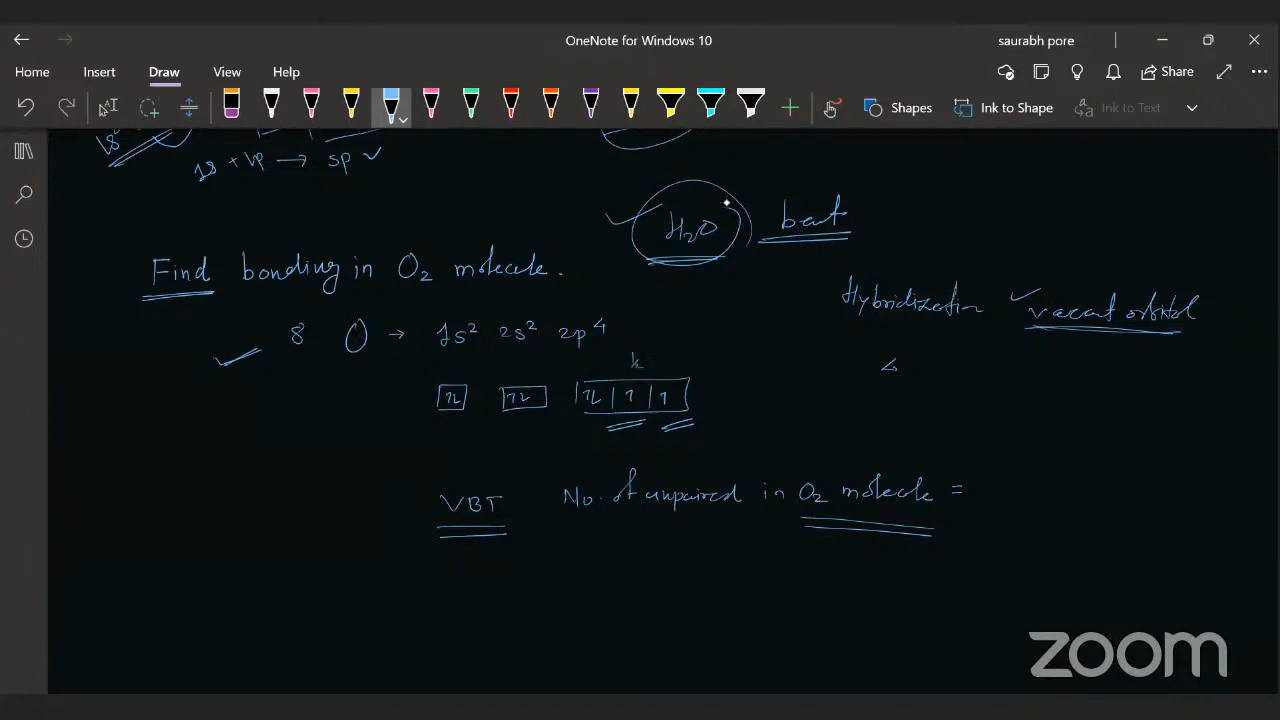 OneNote for Windows 10
saurabh pore
Home Insert Draw View Help
Share
Shapes
Ink to Shape
Ink to Text
1s + 1p → sp ✓
H₂O bent
Find bonding in O₂ molecule.
Hybridization ✓ vacant orbital
8 O → 1s² 2s² 2p⁴
VBT No. of unpaired in O₂ molecule =
zoom